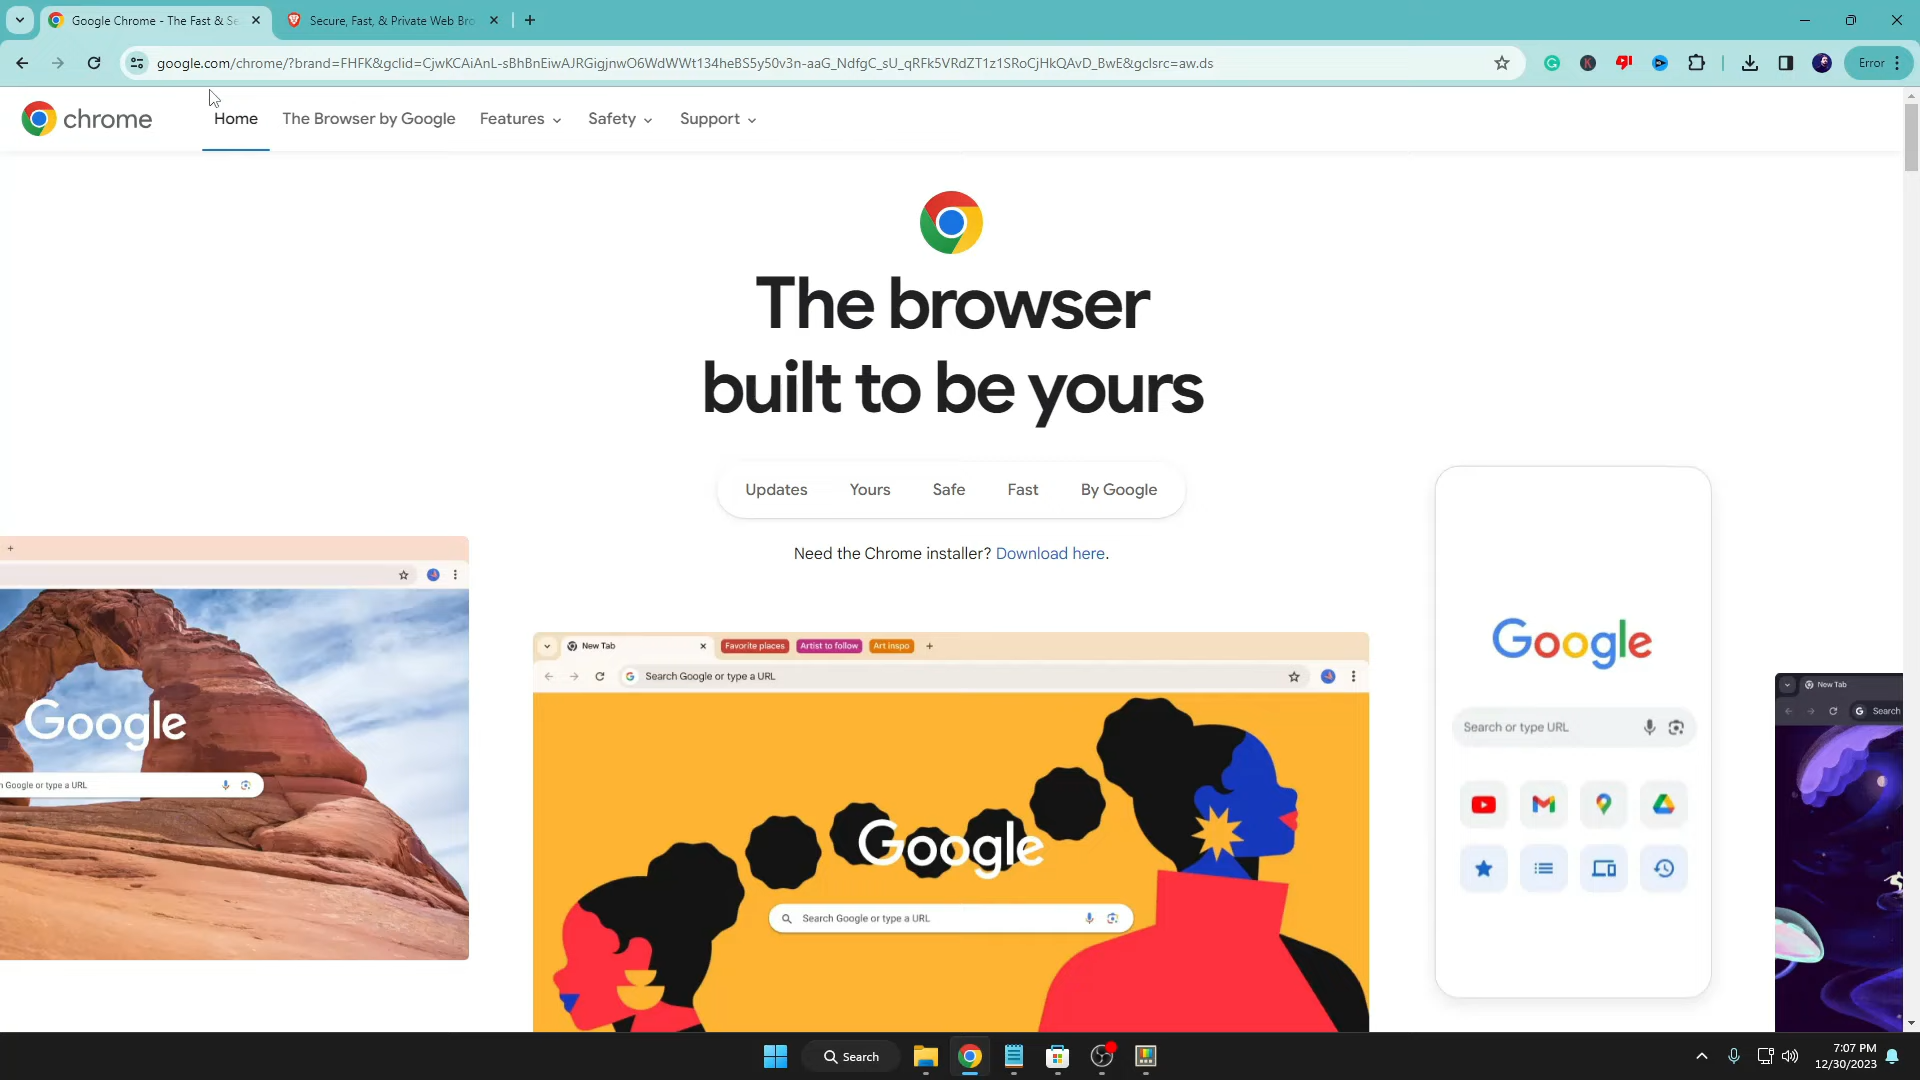 Google Chrome - The Fast & Se
Secure, Fast, & Private Web Bro
google.com/chrome/?brand=FHFK&gclid=CjwKCAiAnL-sBhBnEiwAJRGigjnwO6WdWWt134heBS5y50v3n-aaG_NdfgC_sU_qRFk5VRdZT1z1SRoCjHkQAvD_BwE&gclsrc=aw.ds
Error
chrome
Home
The Browser by Google
Features
Safety
Support
The browser
built to be yours
Updates
Yours
Safe
Fast
By Google
Need the Chrome installer? Download here.
Google
Google or type a URL
New Tab
Favorite places
Artist to follow
Art inspo
Search Google or type a URL
Google
Search Google or type a URL
Google
Search or type URL
New Tab
Search
Search
7:07 PM
12/30/2023